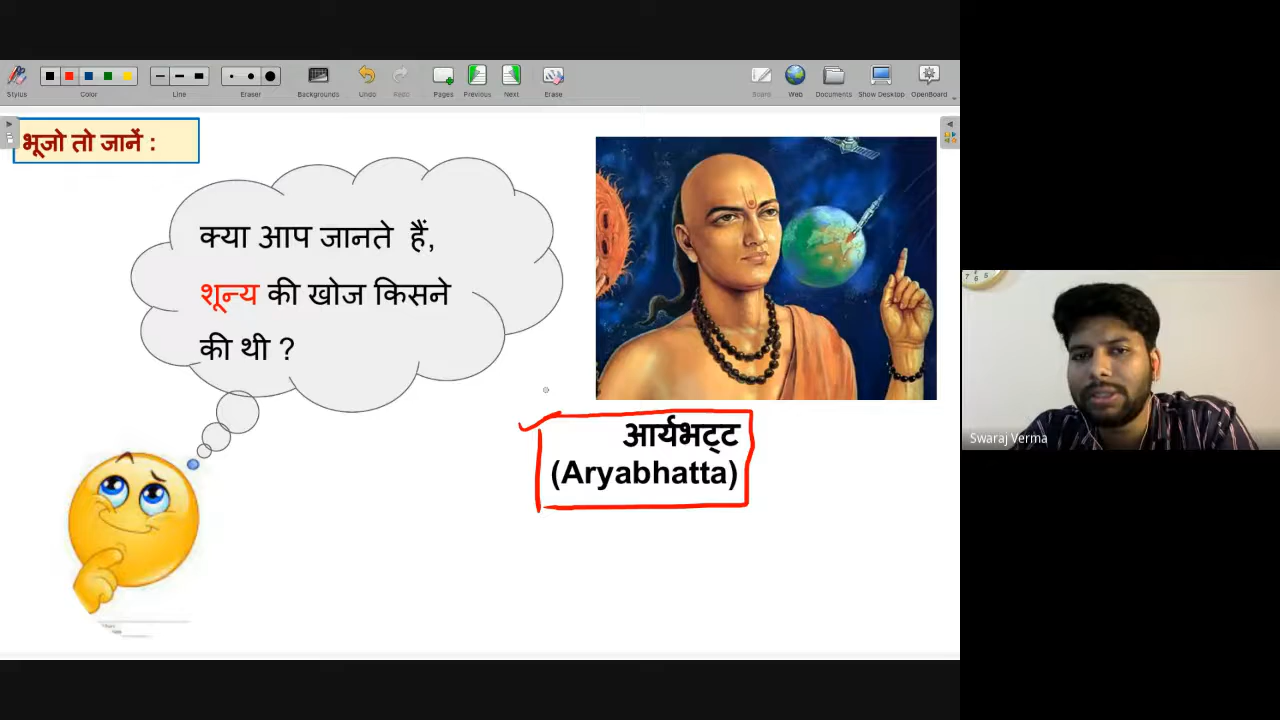 Stylus
Color
Line
Eraser
Backgrounds
Undo
Redo
Pages
Previous
Next
Erase
Board
Web
Documents
Show Desktop
OpenBoard
भूजो तो जानें :
क्या आप जानते हैं,
शून्य की खोज किसने
की थी ?
आर्यभट्ट
(Aryabhatta)
Swaraj Verma